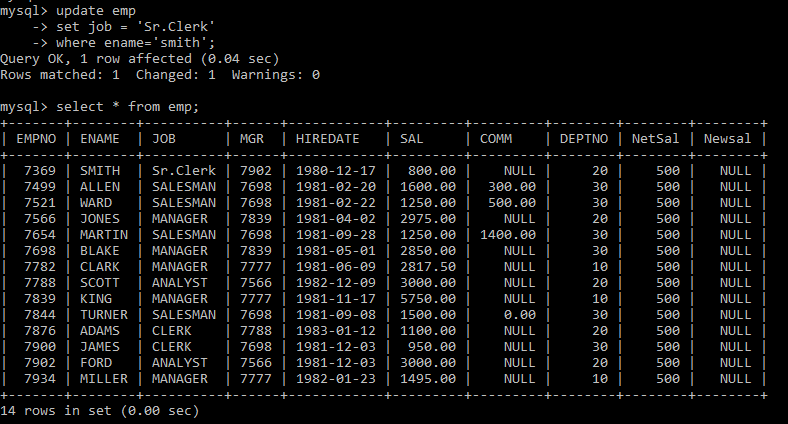 mysql> update emp
    -> set job = 'Sr.Clerk'
    -> where ename='smith';
Query OK, 1 row affected (0.04 sec)
Rows matched: 1  Changed: 1  Warnings: 0

mysql> select * from emp;
+-------+--------+----------+------+------------+---------+---------+--------+--------+--------+
| EMPNO | ENAME  | JOB      | MGR  | HIREDATE   | SAL     | COMM    | DEPTNO | NetSal | Newsal |
+-------+--------+----------+------+------------+---------+---------+--------+--------+--------+
|  7369 | SMITH  | Sr.Clerk | 7902 | 1980-12-17 |  800.00 |    NULL |     20 |    500 |   NULL |
|  7499 | ALLEN  | SALESMAN | 7698 | 1981-02-20 | 1600.00 |  300.00 |     30 |    500 |   NULL |
|  7521 | WARD   | SALESMAN | 7698 | 1981-02-22 | 1250.00 |  500.00 |     30 |    500 |   NULL |
|  7566 | JONES  | MANAGER  | 7839 | 1981-04-02 | 2975.00 |    NULL |     20 |    500 |   NULL |
|  7654 | MARTIN | SALESMAN | 7698 | 1981-09-28 | 1250.00 | 1400.00 |     30 |    500 |   NULL |
|  7698 | BLAKE  | MANAGER  | 7839 | 1981-05-01 | 2850.00 |    NULL |     30 |    500 |   NULL |
|  7782 | CLARK  | MANAGER  | 7777 | 1981-06-09 | 2817.50 |    NULL |     10 |    500 |   NULL |
|  7788 | SCOTT  | ANALYST  | 7566 | 1982-12-09 | 3000.00 |    NULL |     20 |    500 |   NULL |
|  7839 | KING   | MANAGER  | 7777 | 1981-11-17 | 5750.00 |    NULL |     10 |    500 |   NULL |
|  7844 | TURNER | SALESMAN | 7698 | 1981-09-08 | 1500.00 |    0.00 |     30 |    500 |   NULL |
|  7876 | ADAMS  | CLERK    | 7788 | 1983-01-12 | 1100.00 |    NULL |     20 |    500 |   NULL |
|  7900 | JAMES  | CLERK    | 7698 | 1981-12-03 |  950.00 |    NULL |     30 |    500 |   NULL |
|  7902 | FORD   | ANALYST  | 7566 | 1981-12-03 | 3000.00 |    NULL |     20 |    500 |   NULL |
|  7934 | MILLER | MANAGER  | 7777 | 1982-01-23 | 1495.00 |    NULL |     10 |    500 |   NULL |
+-------+--------+----------+------+------------+---------+---------+--------+--------+--------+
14 rows in set (0.00 sec)